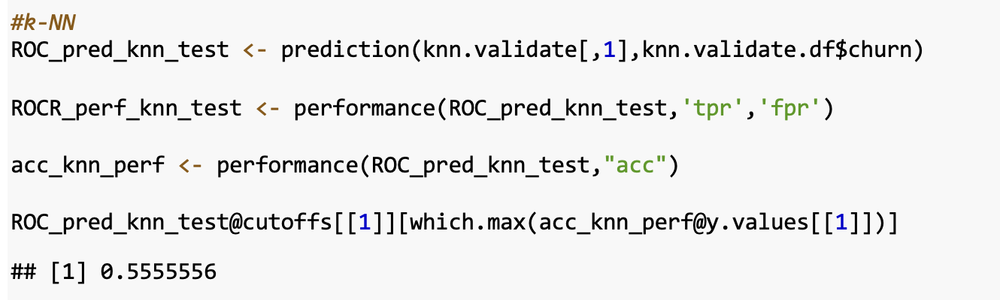 #k-NN
ROC_pred_knn_test <- prediction(knn.validate[,1],knn.validate.df$churn)
ROCR_perf_knn_test <- performance(ROC_pred_knn_test,'tpr','fpr')
acc_knn_perf <- performance(ROC_pred_knn_test,"acc")
ROC_pred_knn_test@cutoffs[[1]][which.max(acc_knn_perf@y.values[[1]])]
## [1] 0.5555556